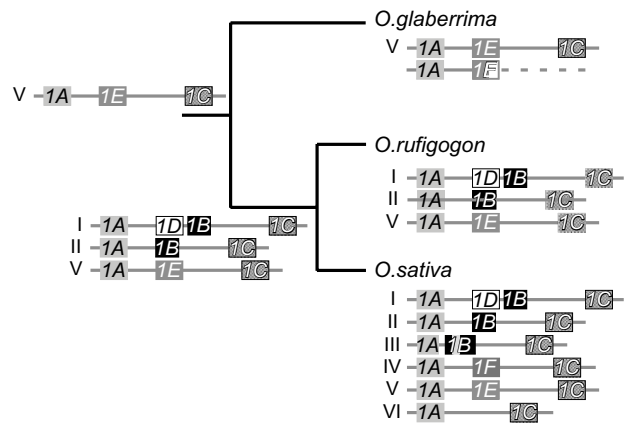 O.glaberrima
V 1A 1E 1C
1A 1F
V 1A 1E 1C
O.rufigogon
I 1A 1D 1B 1C
II 1A 1B 1C
V 1A 1E 1C
I 1A 1D 1B 1C
II 1A 1B 1C
V 1A 1E 1C
O.sativa
I 1A 1D 1B 1C
II 1A 1B 1C
III 1A 1B 1C
IV 1A 1F 1C
V 1A 1E 1C
VI 1A 1C